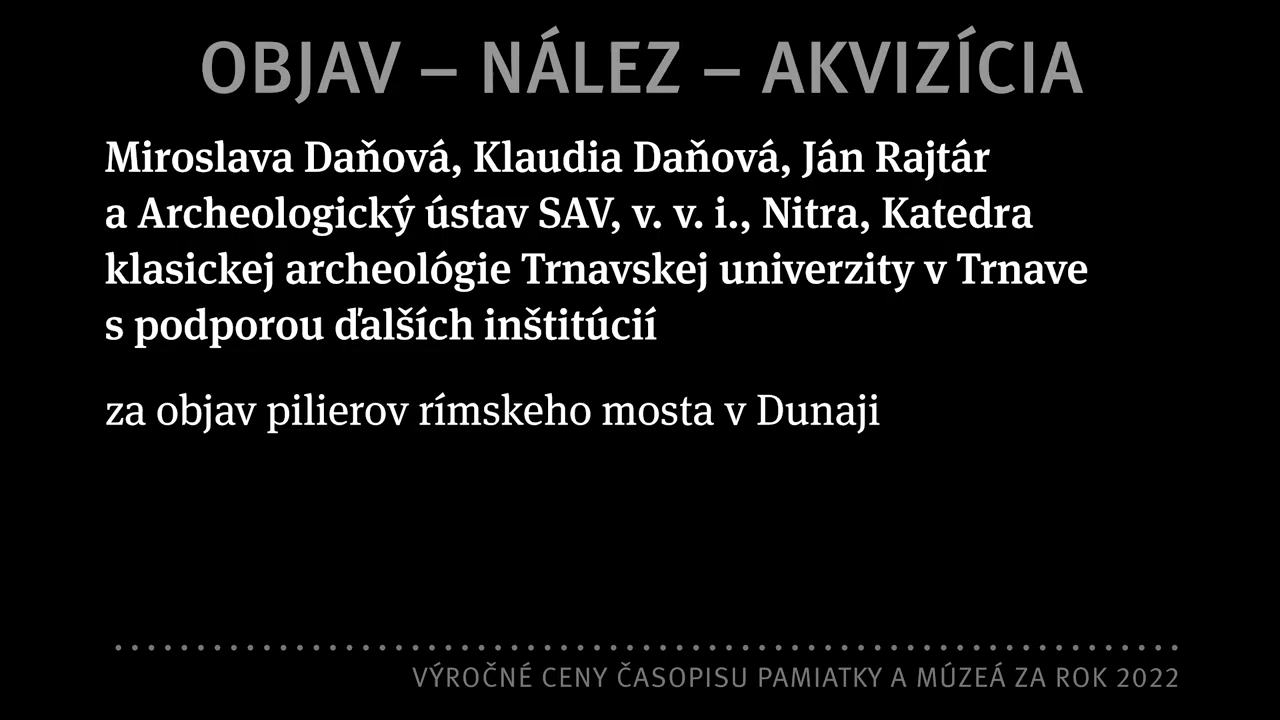 OBJAV – NÁLEZ – AKVIZÍCIA
Miroslava Daňová, Klaudia Daňová, Ján Rajtár
a Archeologický ústav SAV, v. v. i., Nitra, Katedra
klasickej archeológie Trnavskej univerzity v Trnave
s podporou ďalších inštitúcií
za objav pilierov rímskeho mosta v Dunaji
VÝROČNÉ CENY ČASOPISU PAMIATKY A MÚZEÁ ZA ROK 2022